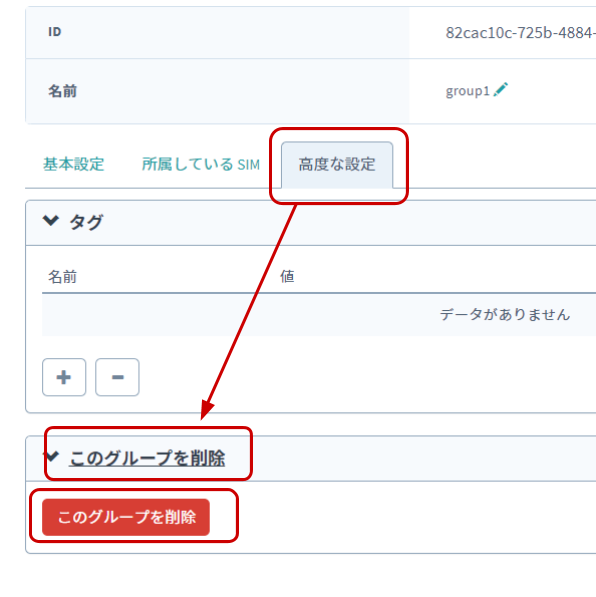 ID 82cac10c-725b-4884-
名前 group1
基本設定 所属している SIM 高度な設定
タグ
名前 値
データがありません
このグループを削除
このグループを削除